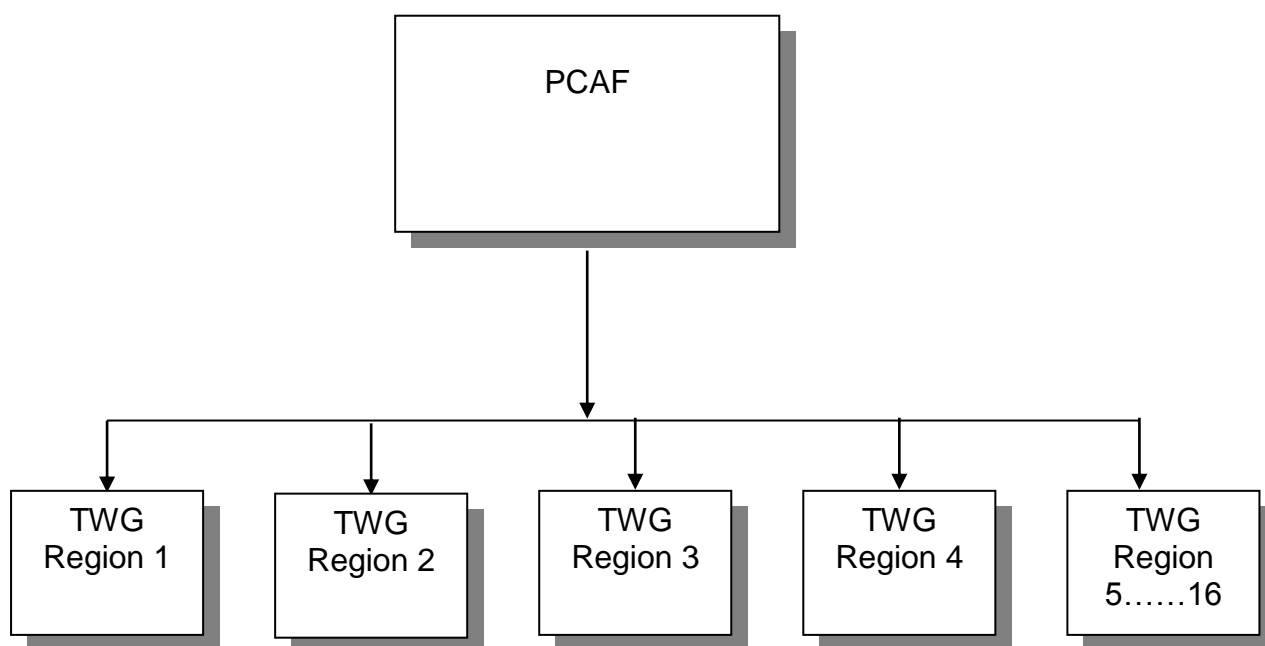 PCAF
TWG
Region 1
TWG
Region 2
TWG
Region 3
TWG
Region 4
TWG
Region
5……16